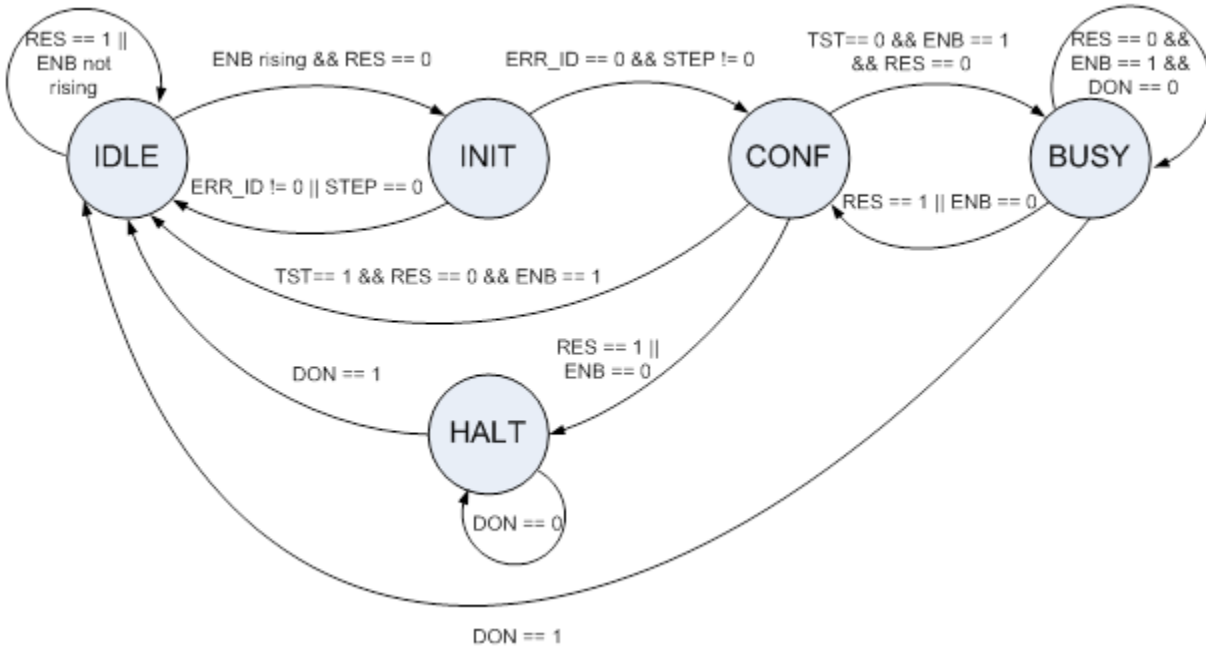 RES == 1 ||
ENB not
rising
ENB rising && RES == 0
ERR_ID == 0 && STEP != 0
TST== 0 && ENB == 1
&& RES == 0
RES == 0 &&
ENB == 1 &&
DON == 0
IDLE
INIT
CONF
BUSY
ERR_ID != 0 || STEP == 0
RES == 1 || ENB == 0
TST== 1 && RES == 0 && ENB == 1
RES == 1 ||
ENB == 0
DON == 1
HALT
DON == 0
DON == 1